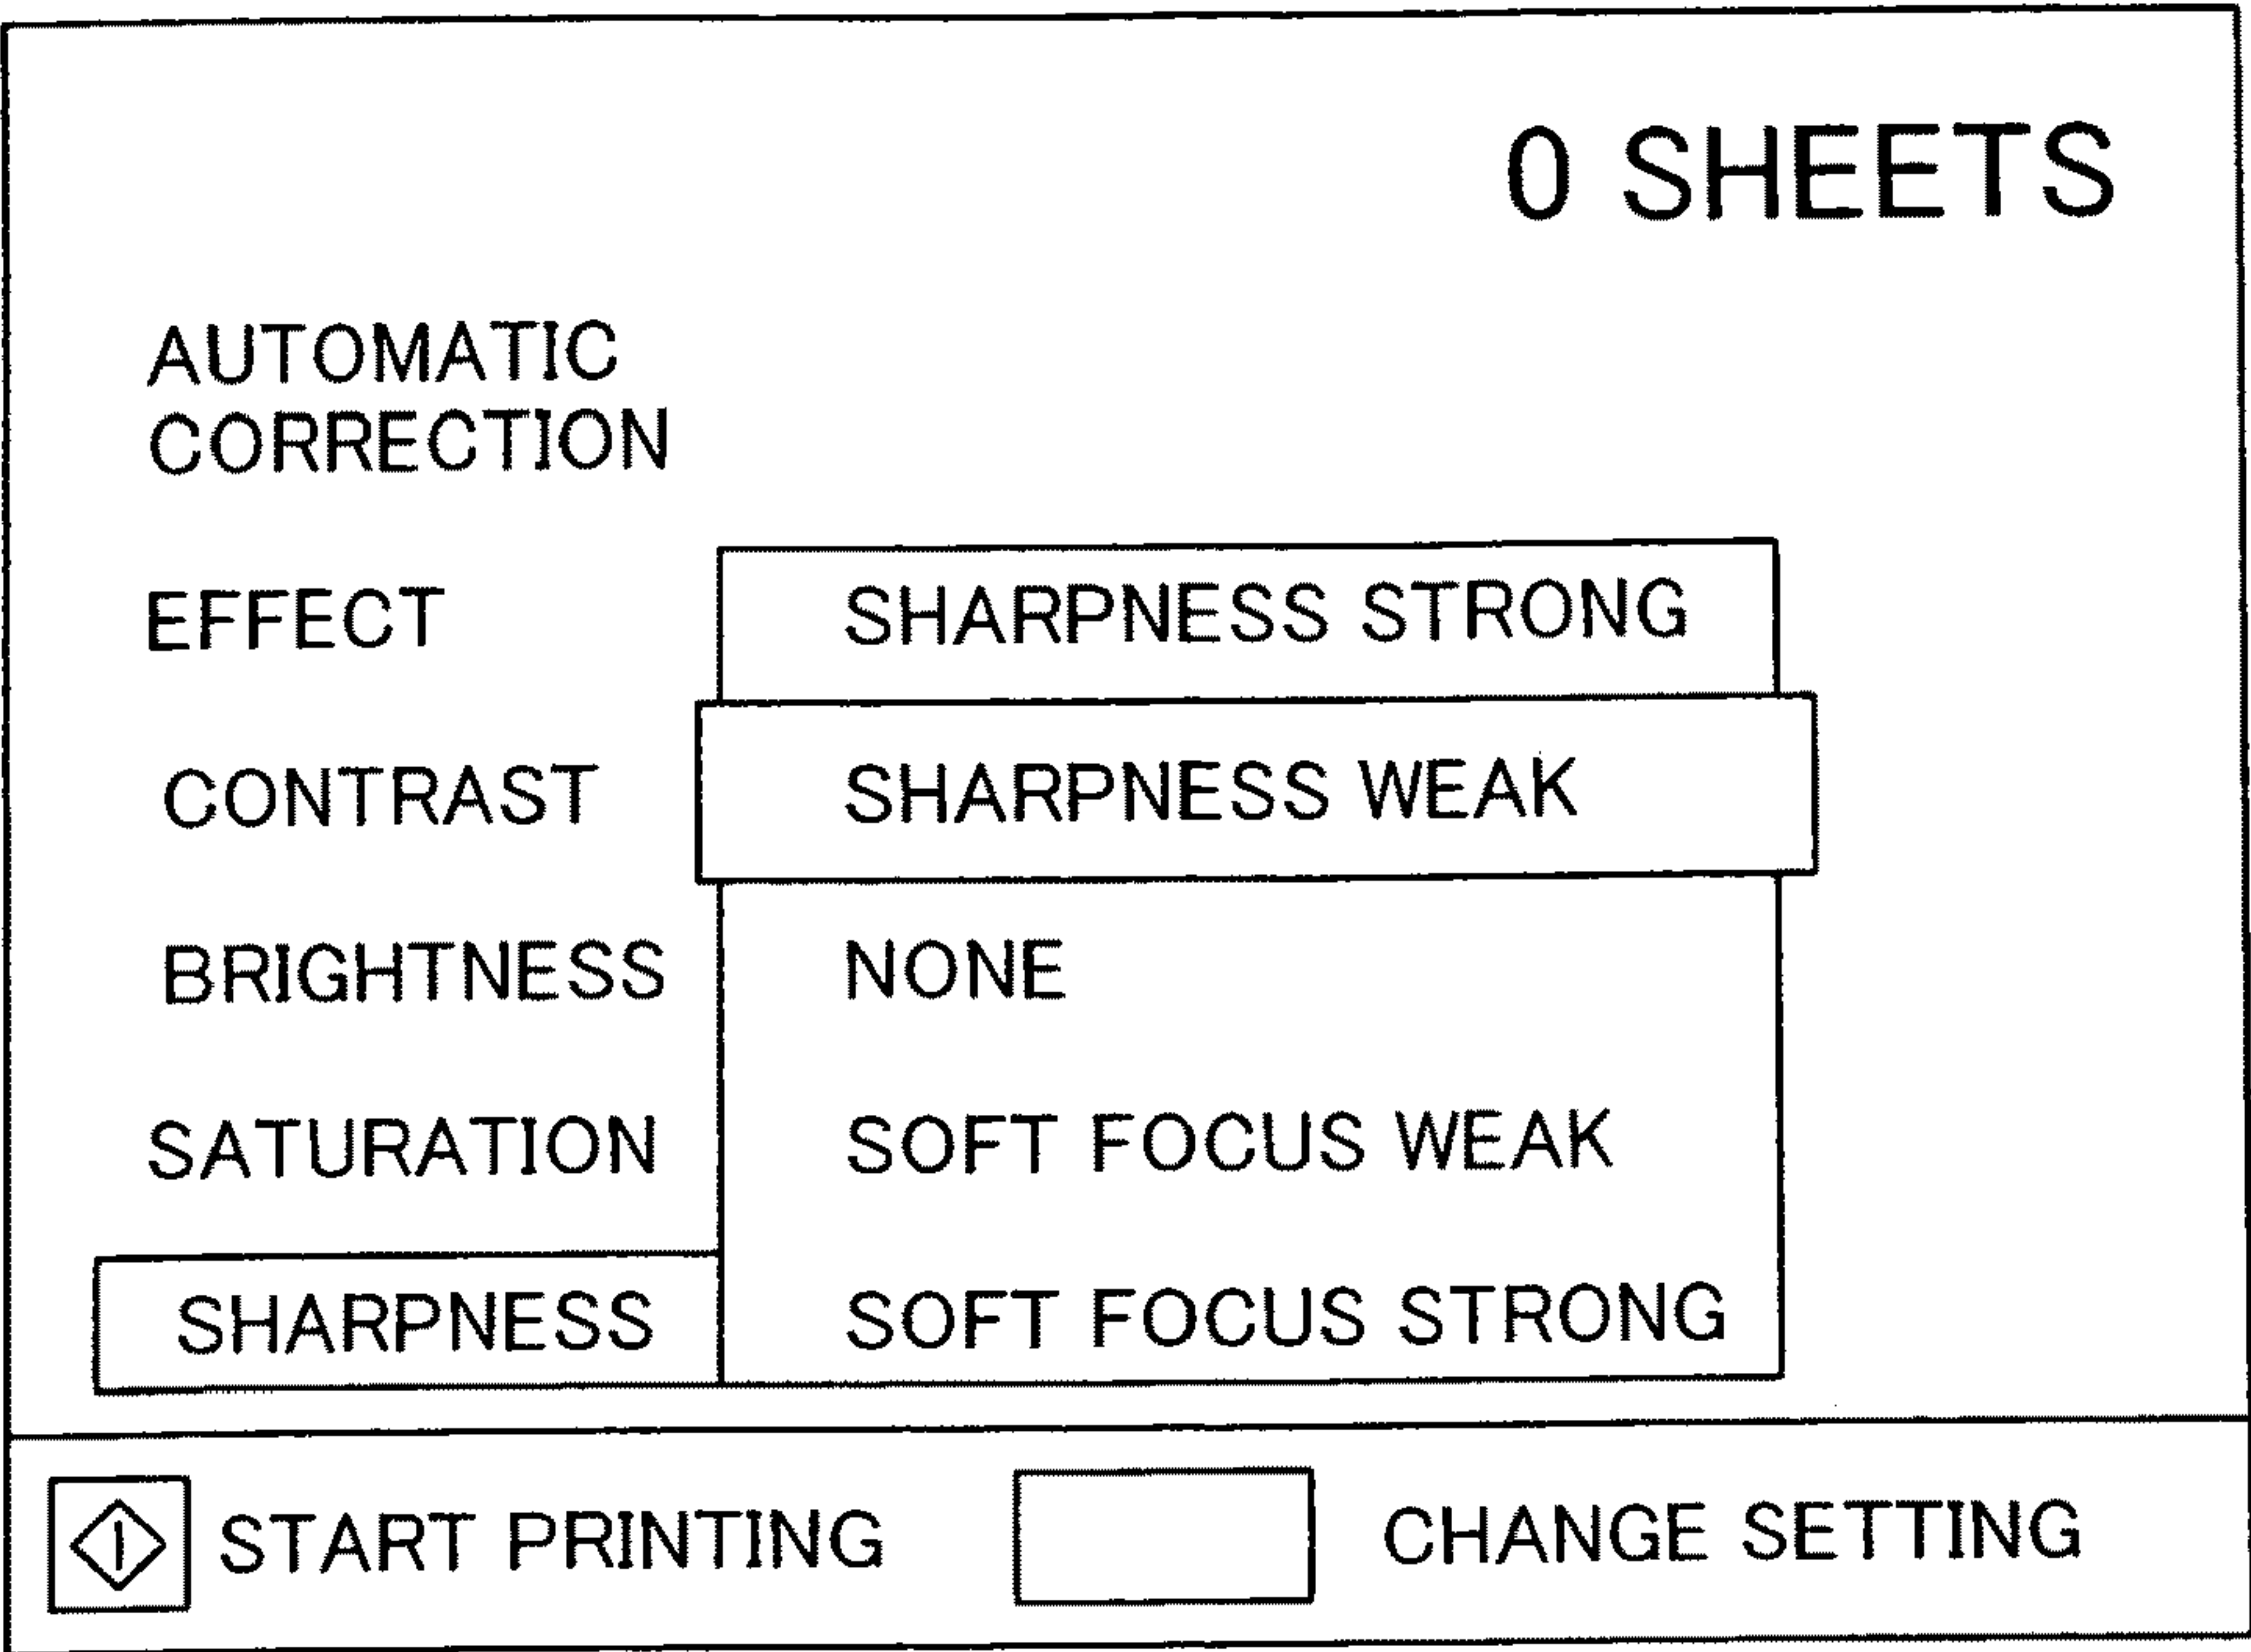 0 SHEETS
AUTOMATIC
CORRECTION
EFFECT
CONTRAST
BRIGHTNESS
SATURATION
SHARPNESS
SHARPNESS STRONG
SHARPNESS WEAK
NONE
SOFT FOCUS WEAK
SOFT FOCUS STRONG
START PRINTING
CHANGE SETTING